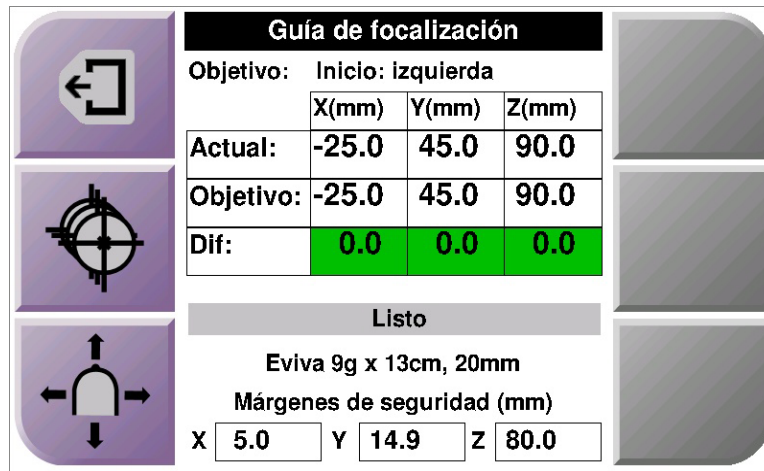 Guía de focalización
Objetivo: Inicio: izquierda
X(mm) Y(mm) Z(mm)
Actual: -25.0 45.0 90.0
Objetivo: -25.0 45.0 90.0
Dif: 0.0 0.0 0.0
Listo
Eviva 9g x 13cm, 20mm
Márgenes de seguridad (mm)
X 5.0 Y 14.9 Z 80.0